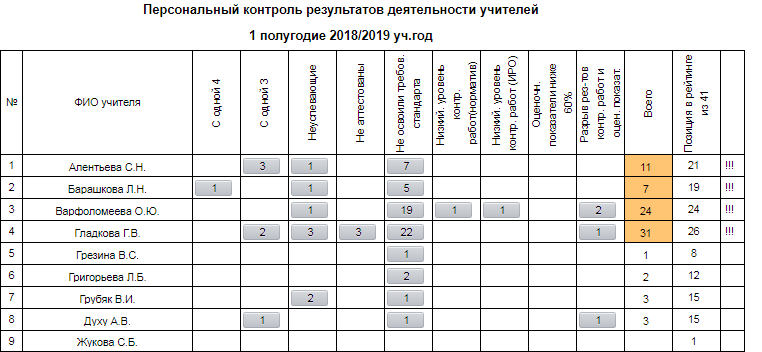 Персональный контроль результатов деятельности учителей
1 полугодие 2018/2019 уч.год
№ ФИО учителя С одной 4 С одной 3 Неуспевающие Не аттестованы Не освоили требов. стандарта Низкий. уровень контр. работ(норматив) Низкий. уровень контр. работ (ИРО) Оценочн. показатели ниже 60% Разрыв рез-тов контр. работ и оцен. показат. Всего Позиция в рейтинге из 41
1 Алентьева С.Н. 3 1 7 11 21 !!!
2 Барашкова Л.Н. 1 1 5 7 19 !!!
3 Варфоломеева О.Ю. 1 19 1 1 2 24 24 !!!
4 Гладкова Г.В. 2 3 3 22 1 31 26 !!!
5 Грезина В.С. 1 1 8
6 Григорьева Л.Б. 2 2 12
7 Грубяк В.И. 2 1 3 15
8 Духу А.В. 1 1 1 3 15
9 Жукова С.Б. 1